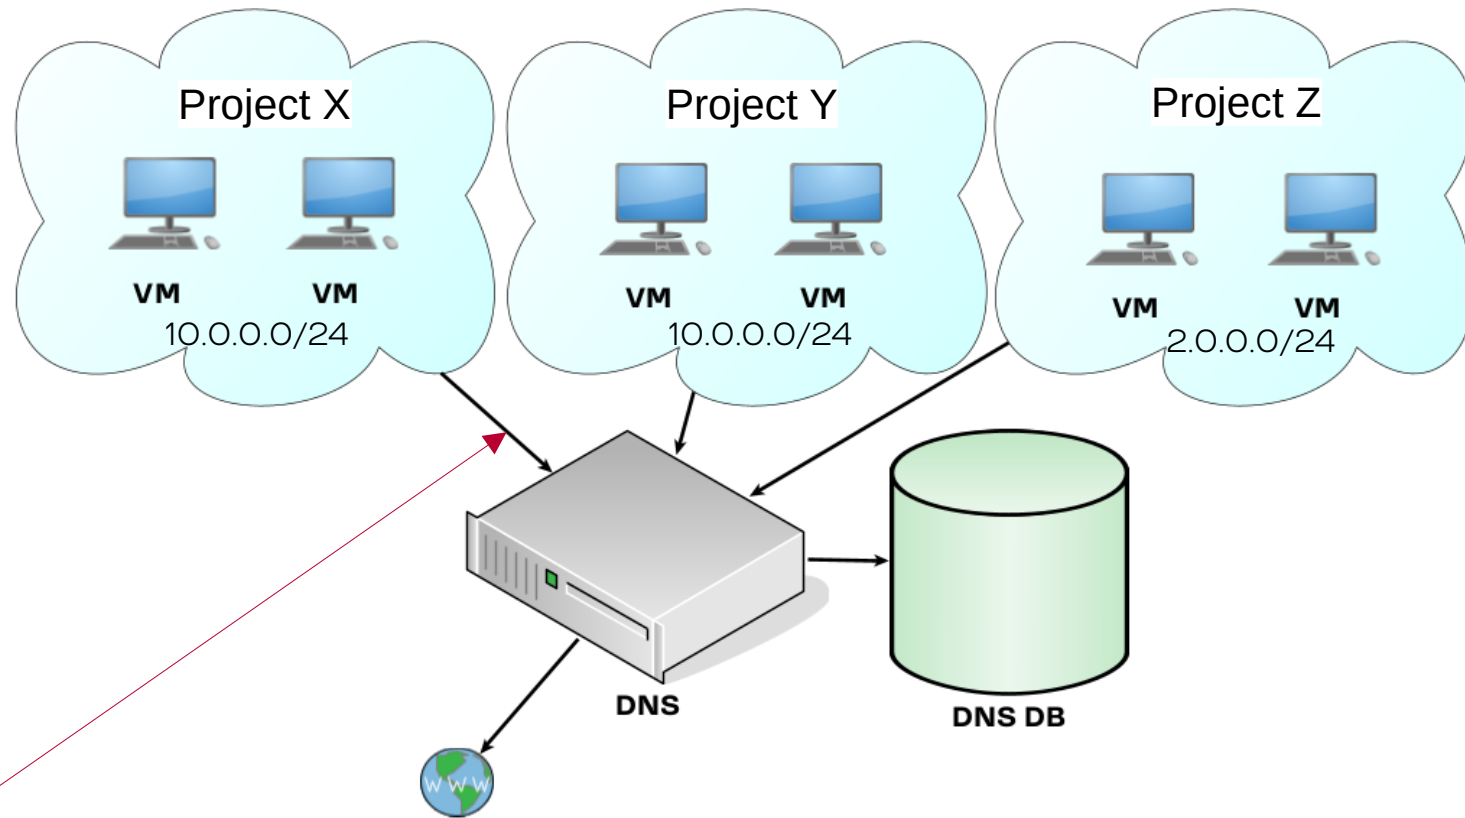 Project X
Project Y
Project Z
VM
VM
VM
VM
VM
VM
10.0.0.0/24
10.0.0.0/24
2.0.0.0/24
DNS
DNS DB
WWW